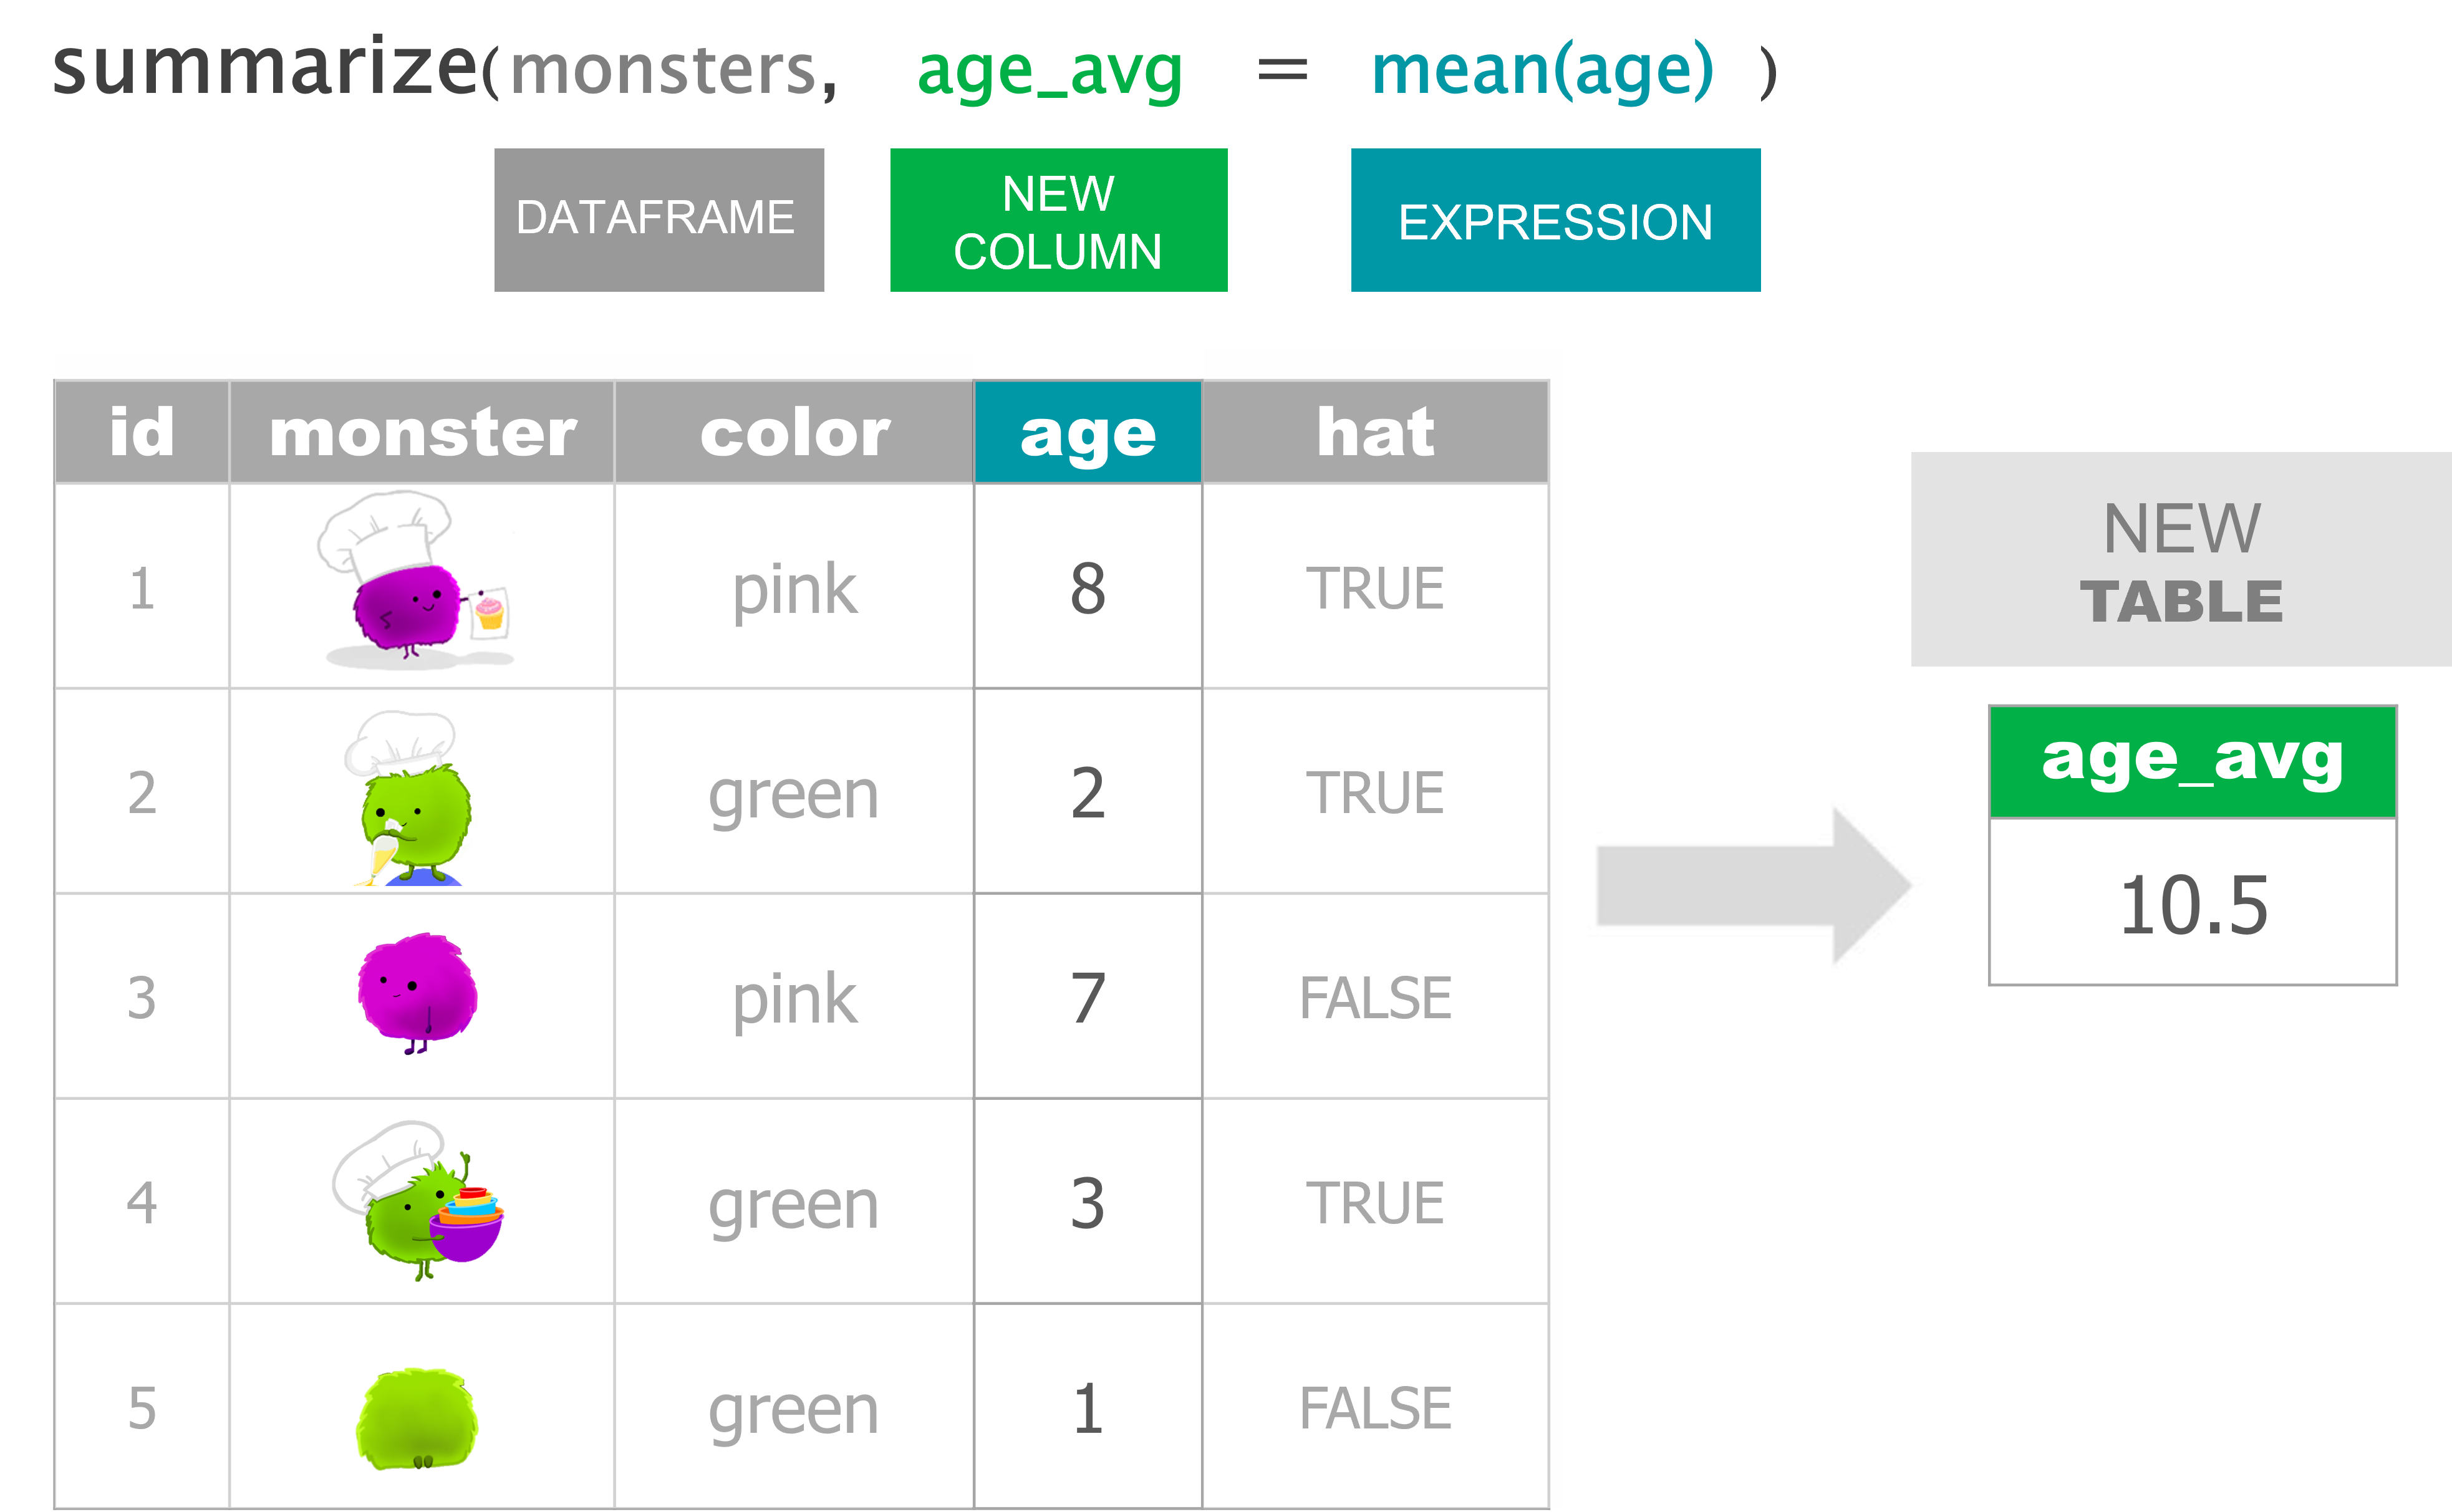 summarize(monsters, age_avg = mean(age) )
DATAFRAME
NEW
COLUMN
EXPRESSION
id monster color age hat
1 pink 8 TRUE
2 green 2 TRUE
3 pink 7 FALSE
4 green 3 TRUE
5 green 1 FALSE
NEW
TABLE
age_avg
10.5